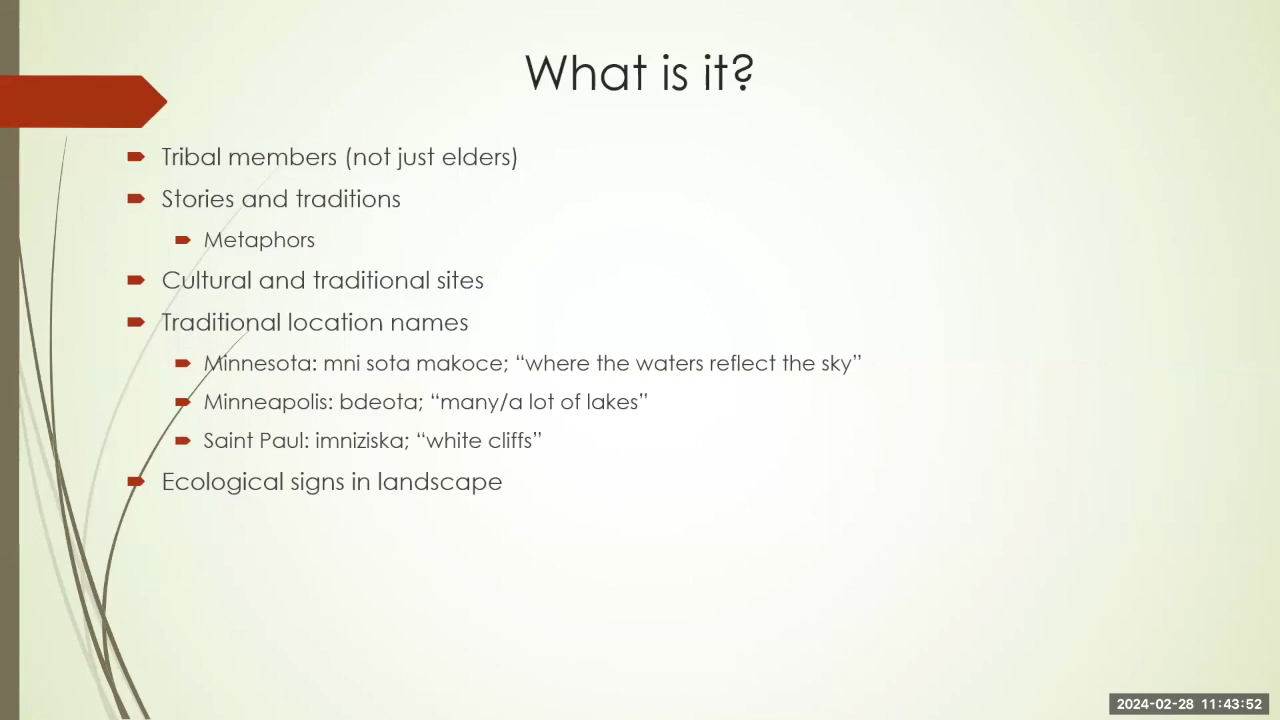 What is it?
Tribal members (not just elders)
Stories and traditions
Metaphors
Cultural and traditional sites
Traditional location names
Minnesota: mni sota makoce; “where the waters reflect the sky”
Minneapolis: bdeota; “many/a lot of lakes”
Saint Paul: imniziska; “white cliffs”
Ecological signs in landscape
2024-02-28 11:43:52